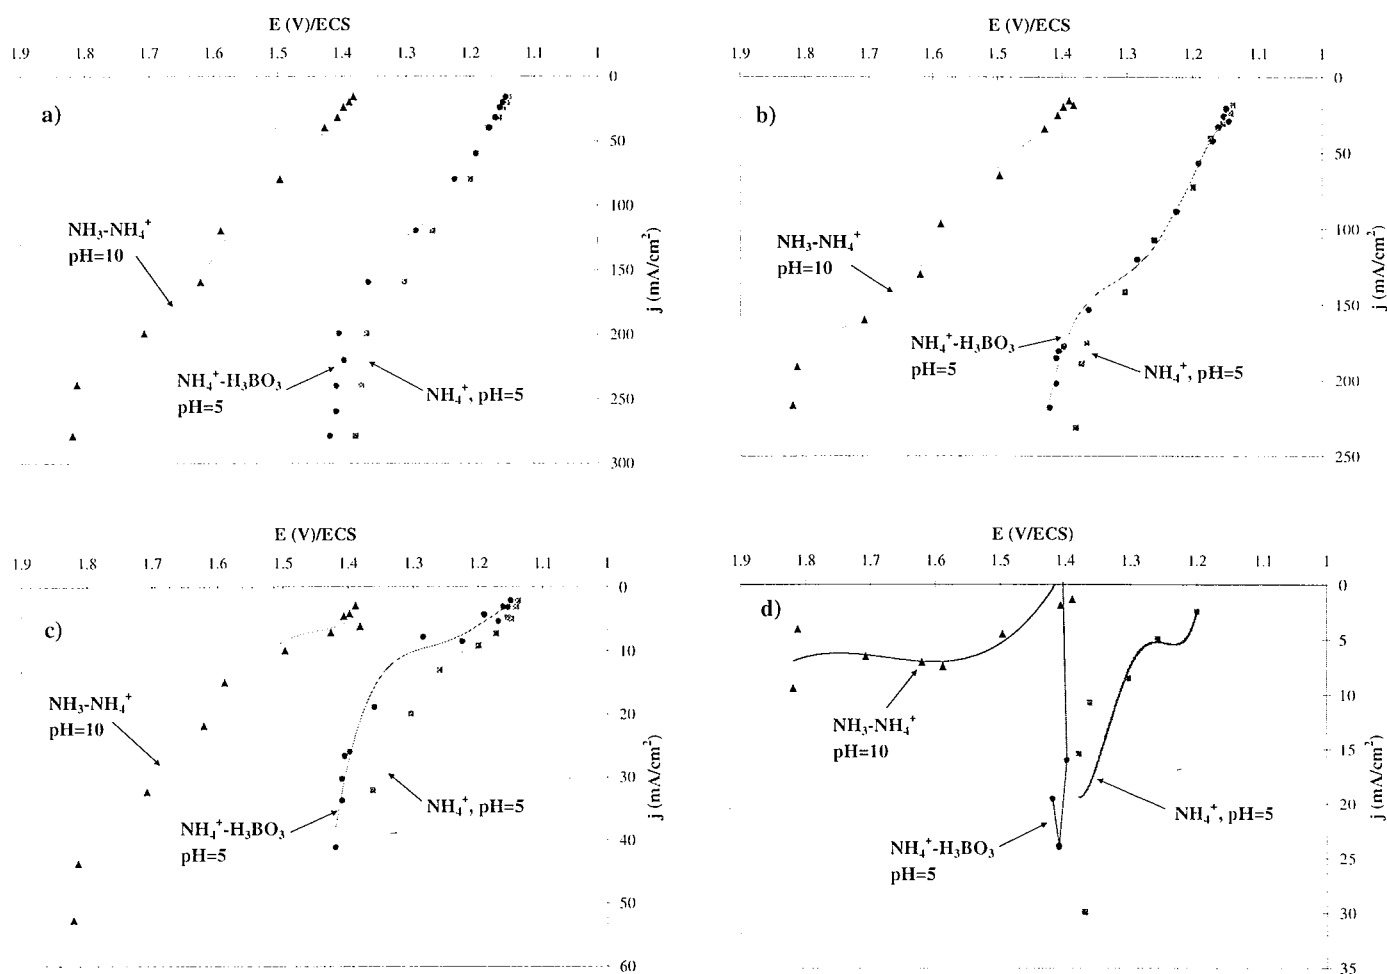 E (V)/ECS
1.9 1.8 1.7 1.6 1.5 1.4 1.3 1.2 1.1 1
0
50
100
150
200
250
300
j (mA/cm²)
a)
NH₃-NH₄⁺
pH=10
NH₄⁺-H₃BO₃
pH=5
NH₄⁺, pH=5
E (V)/ECS
1.9 1.8 1.7 1.6 1.5 1.4 1.3 1.2 1.1 1
0
50
100
150
200
250
j (mA/cm²)
b)
NH₃-NH₄⁺
pH=10
NH₄⁺-H₃BO₃
pH=5
NH₄⁺, pH=5
E (V)/ECS
1.9 1.8 1.7 1.6 1.5 1.4 1.3 1.2 1.1 1
0
10
20
30
40
50
60
j (mA/cm²)
c)
NH₃-NH₄⁺
pH=10
NH₄⁺-H₃BO₃
pH=5
NH₄⁺, pH=5
E (V/ECS)
1.9 1.8 1.7 1.6 1.5 1.4 1.3 1.2 1.1 1
0
5
10
15
20
25
30
35
j (mA/cm²)
d)
NH₃-NH₄⁺
pH=10
NH₄⁺, pH=5
NH₄⁺-H₃BO₃
pH=5